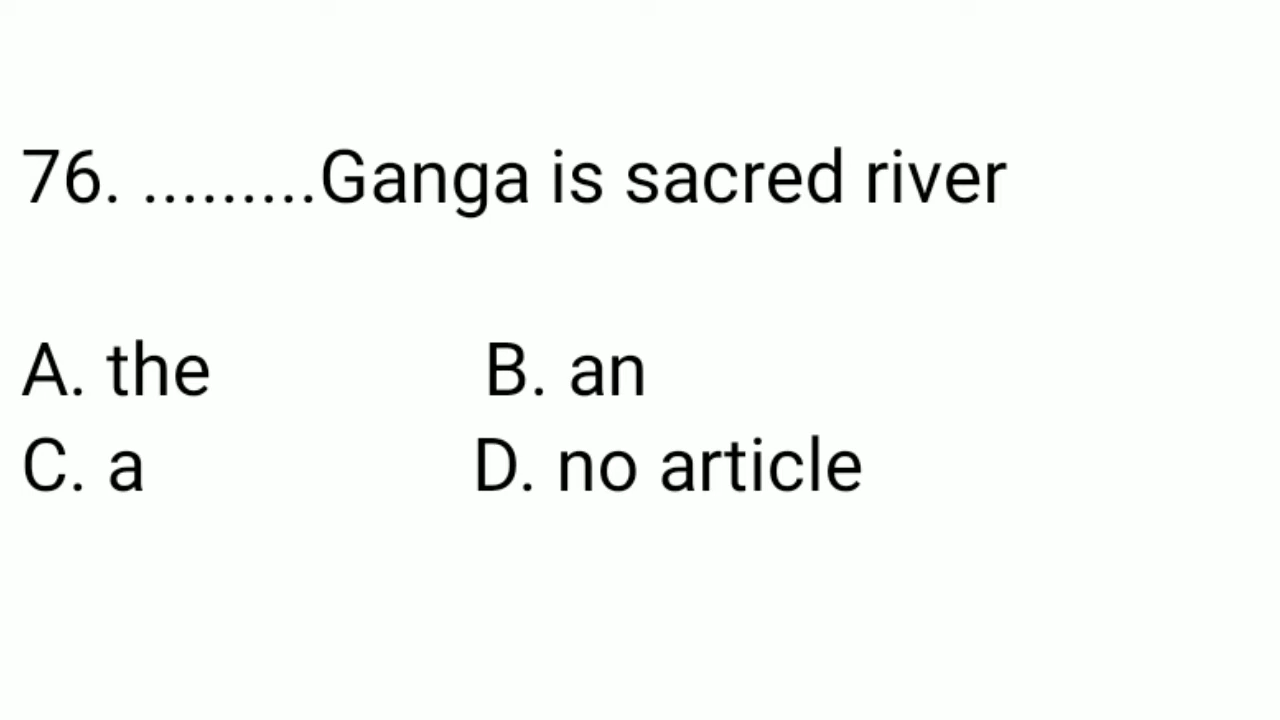 76. .........Ganga is sacred river
A. the B. an
C. a D. no article